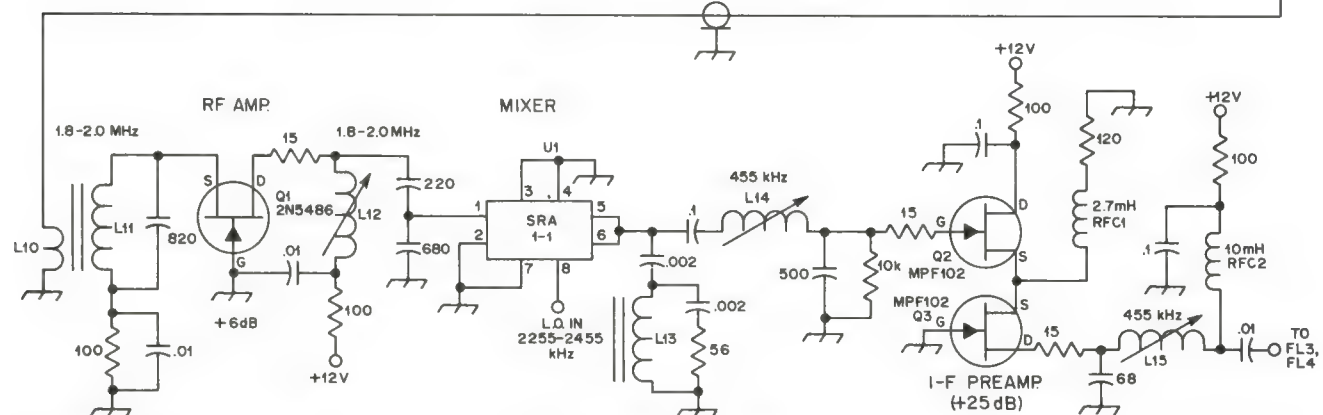 RF AMP.
MIXER
1.8-2.0 MHz
15
1.8-2.0 MHz
S
D
Q1
2N5486
G
L10
L11
820
L12
.01
+6dB
100
.01
100
+12V
220
680
U1
3
4
1
2
5
6
7
8
SRA
1-1
L.O. IN
2255-2455
kHz
.1
455 kHz
L14
.002
.002
L13
56
500
10k
15
G
Q2
MPF102
D
S
+12V
100
.1
120
2.7mH
RFC1
MPF102
Q3
G
S
D
15
455 kHz
L15
68
I-F PREAMP.
(+25dB)
+12V
100
.1
10mH
RFC2
.01
TO
FL3,
FL4